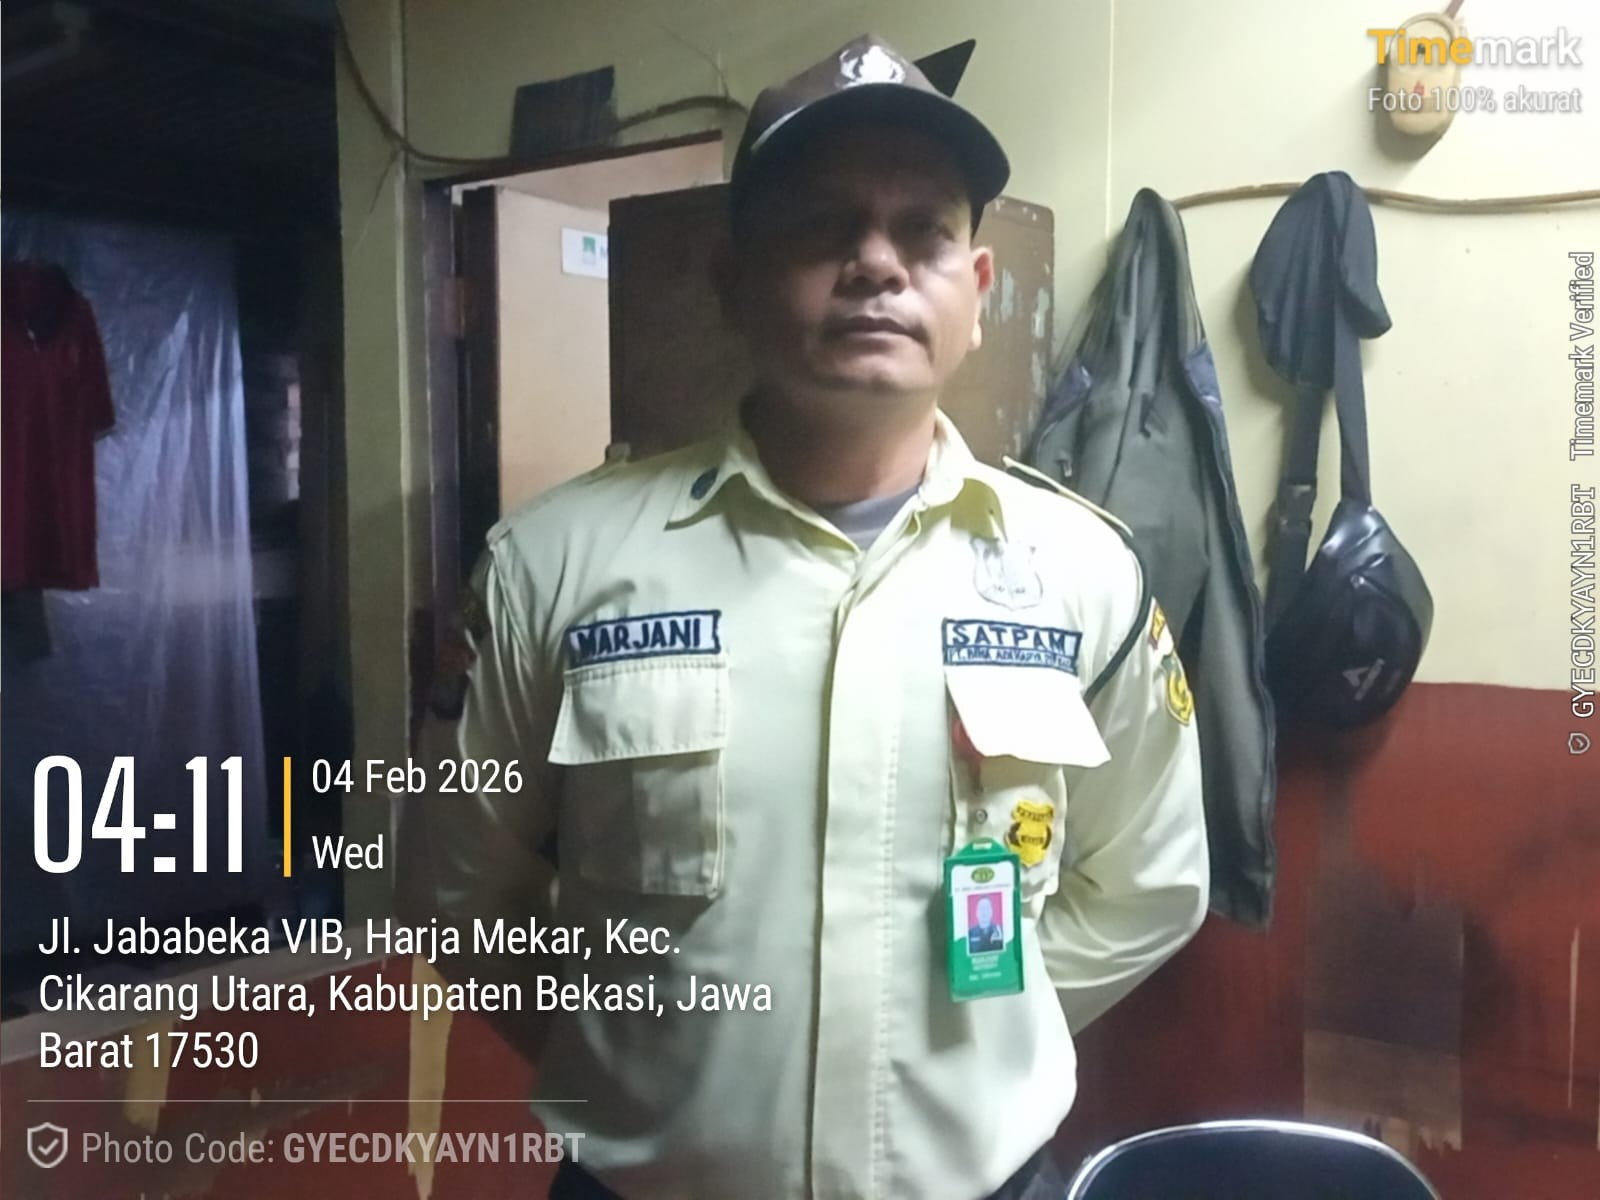 Timemark
Foto 100% akurat
MARJANI
SATPAM
04:11
04 Feb 2026
Wed
Jl. Jababeka VIB, Harja Mekar, Kec.
Cikarang Utara, Kabupaten Bekasi, Jawa
Barat 17530
Photo Code: GYECDKYAYN1RBT
GYECDKYAYN1RBT Timemark Verified